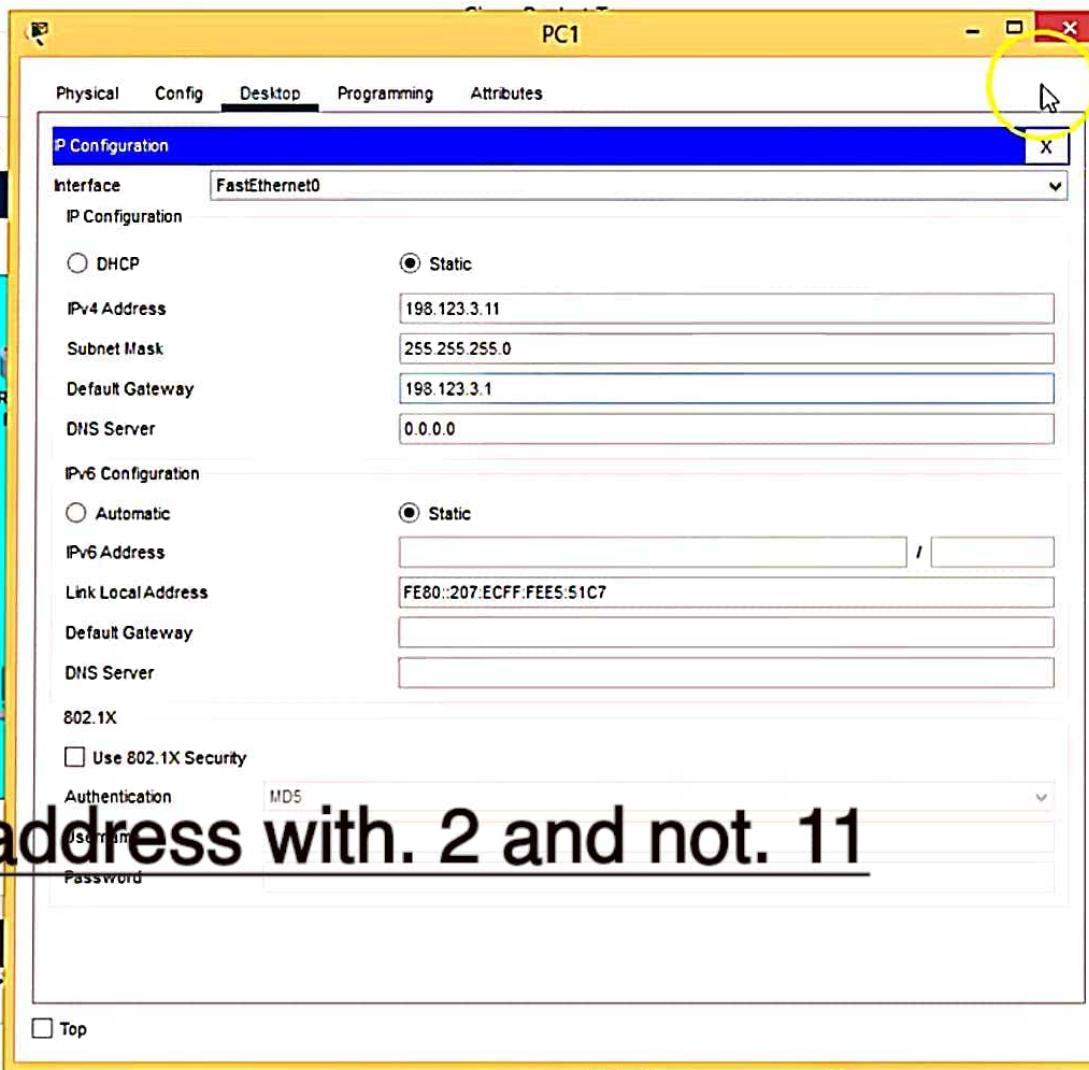 PC1
Physical Config Desktop Programming Attributes
IP Configuration X
Interface FastEthernet0
IP Configuration
DHCP Static
IPv4 Address 198.123.3.11
Subnet Mask 255.255.255.0
Default Gateway 198.123.3.1
DNS Server 0.0.0.0
IPv6 Configuration
Automatic Static
IPv6 Address /
Link Local Address FE80::207:ECFF:FEE5:51C7
Default Gateway
DNS Server
802.1X
Use 802.1X Security
Authentication MD5
address with. 2 and not. 11
Username
Password
Top